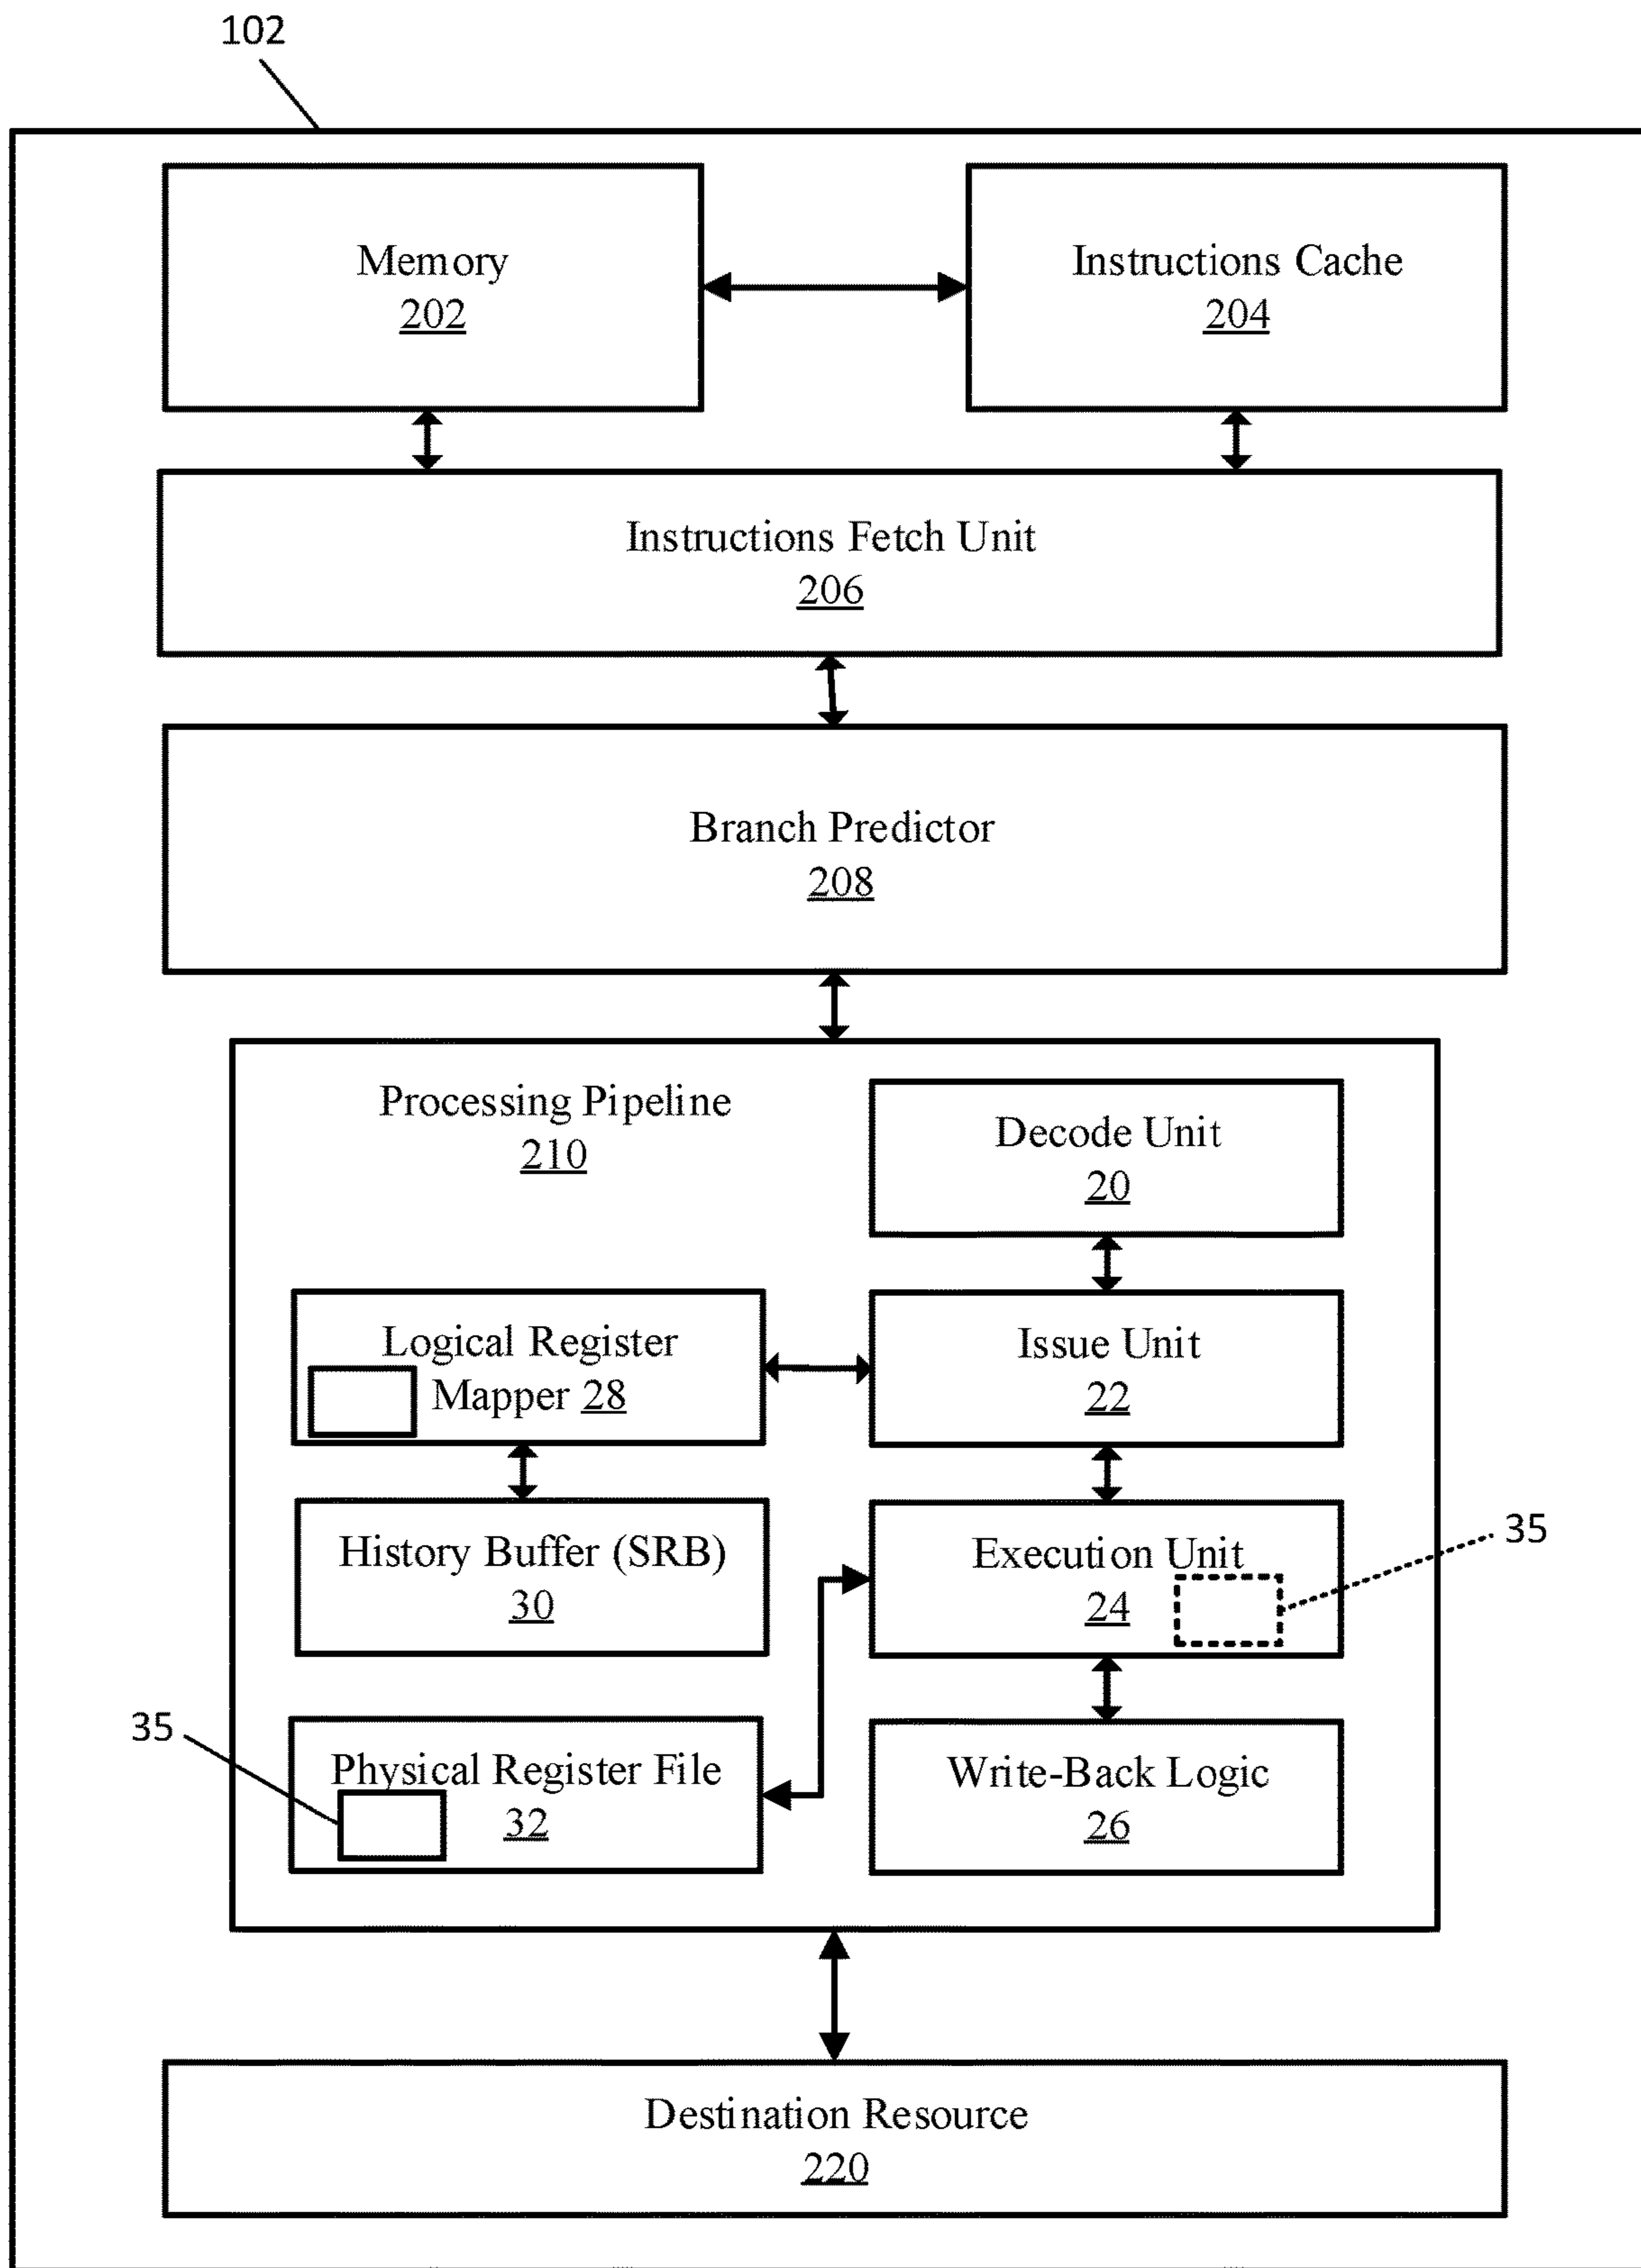 102
Memory
202
Instructions Cache
204
Instructions Fetch Unit
206
Branch Predictor
208
Processing Pipeline
210
Decode Unit
20
Logical Register
Mapper 28
Issue Unit
22
History Buffer (SRB)
30
Execution Unit
24
35
35
Physical Register File
32
Write-Back Logic
26
Destination Resource
220